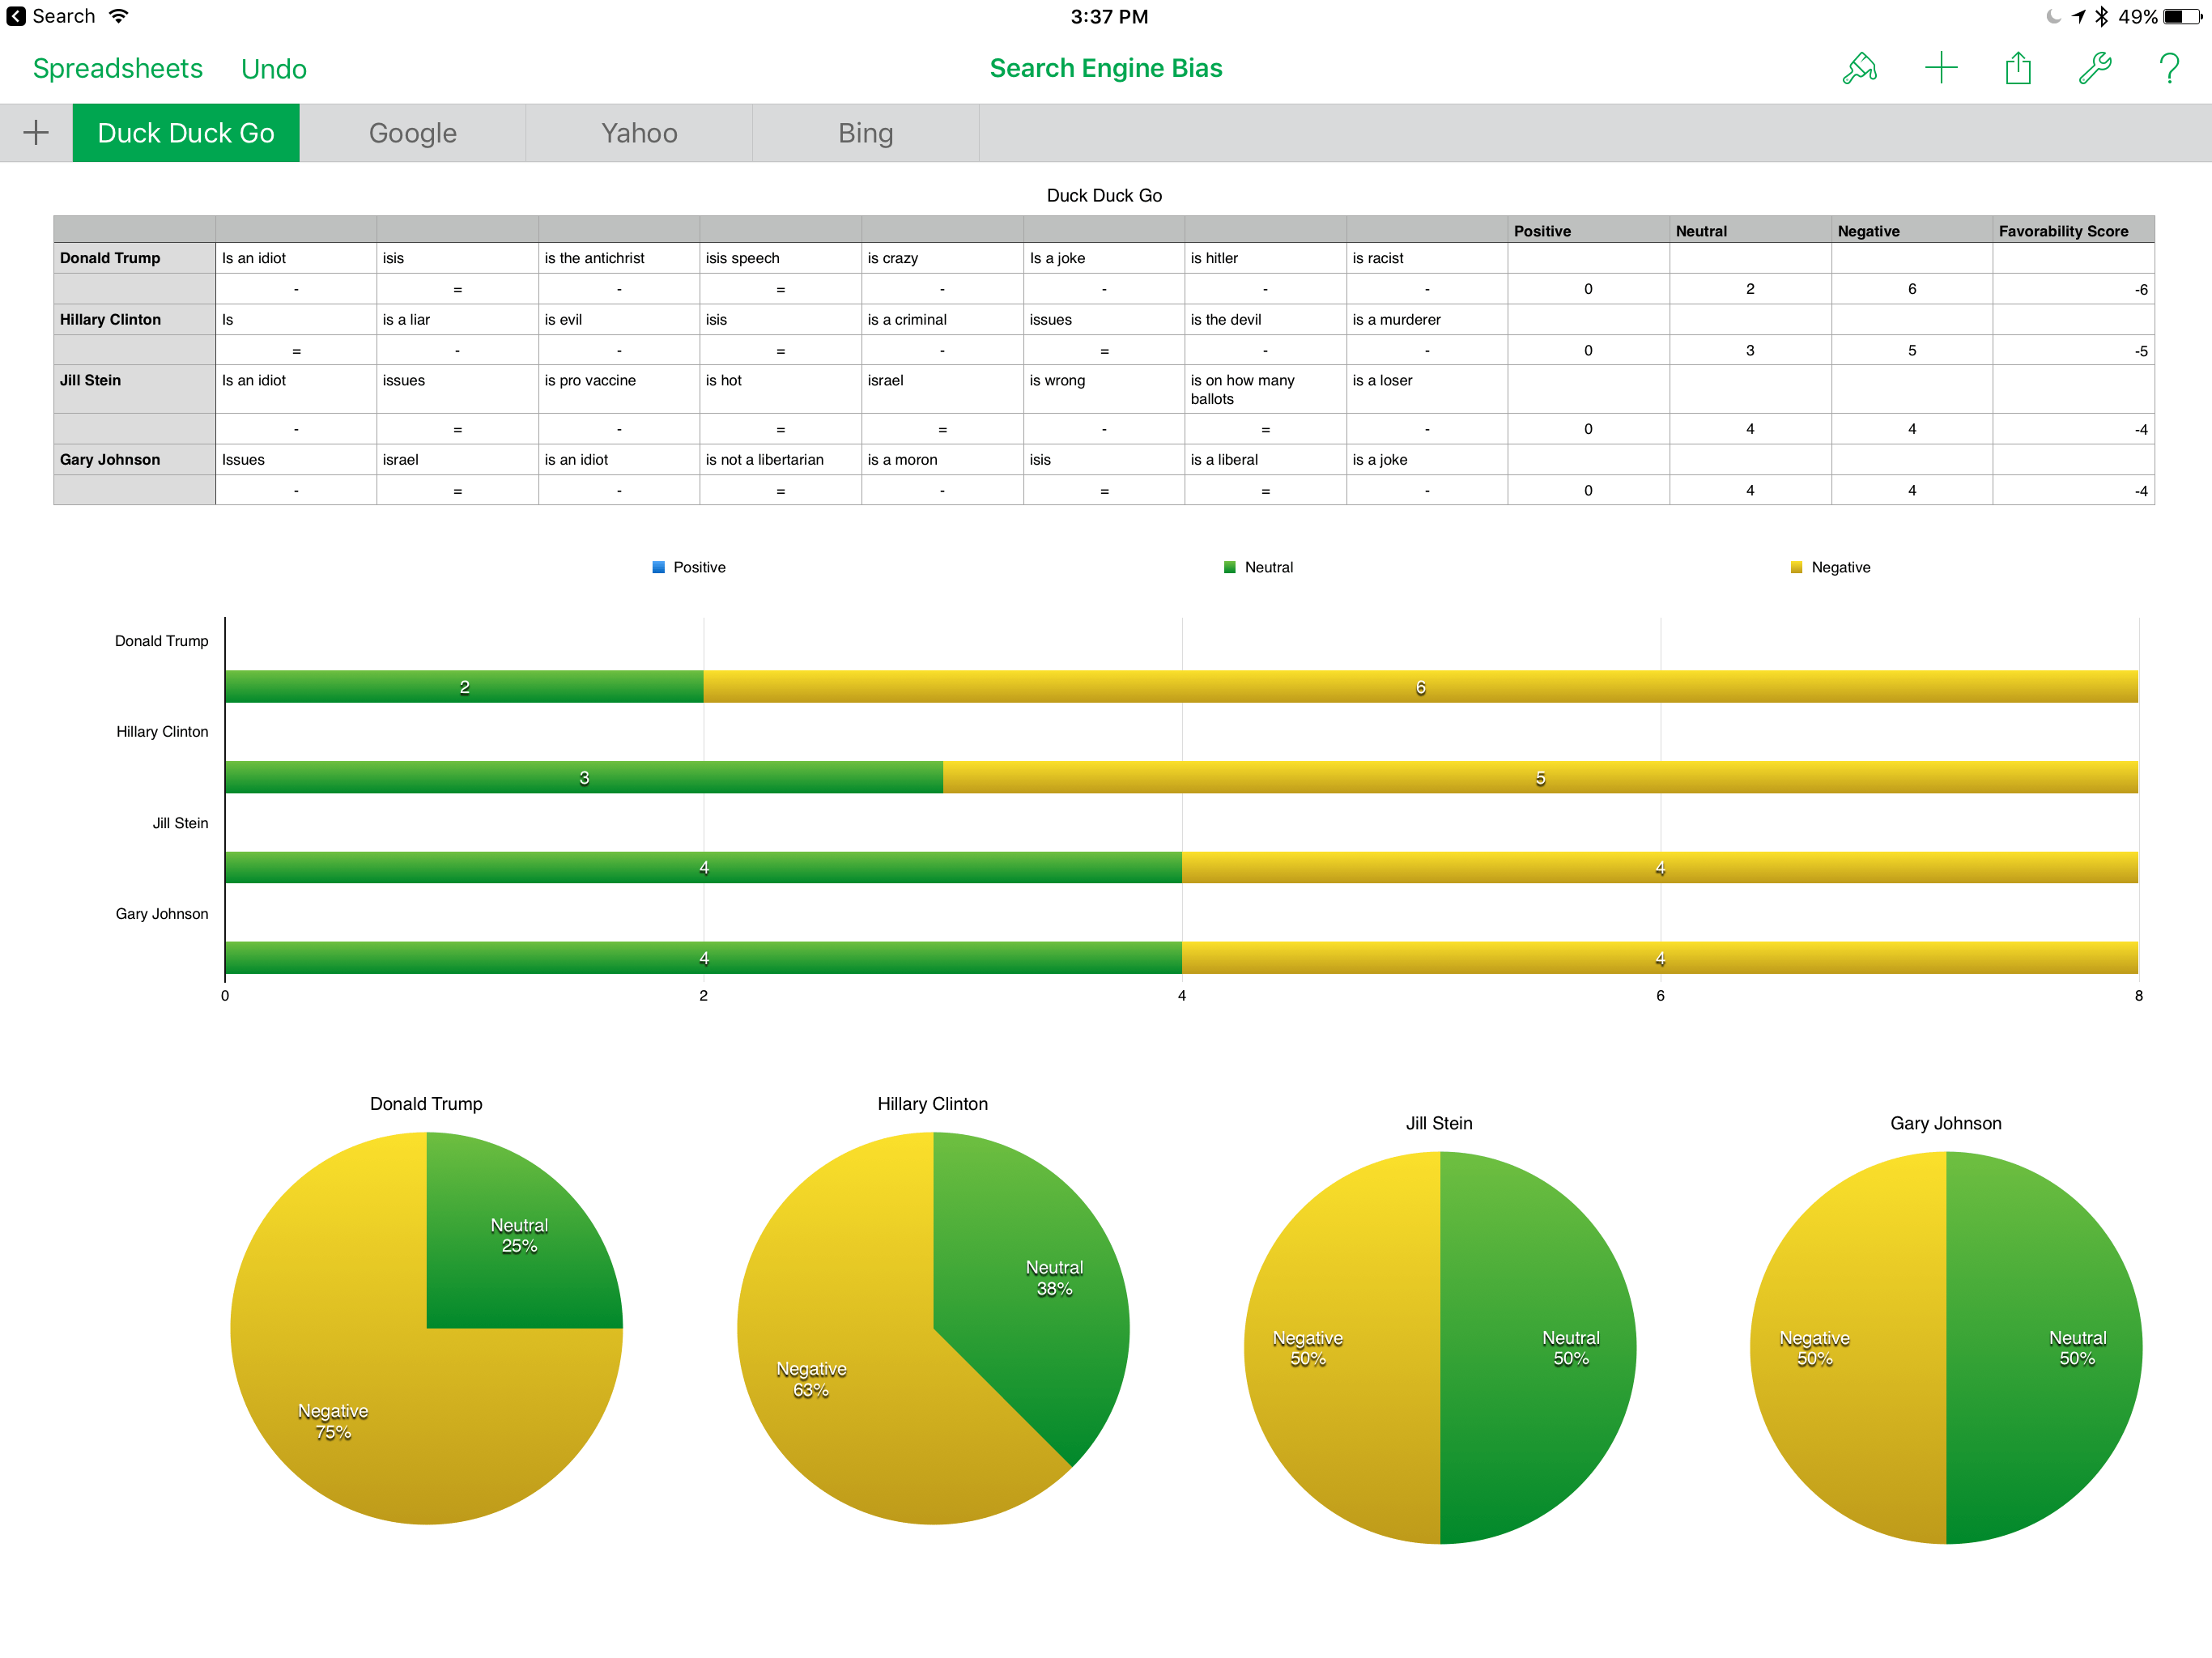 Search 3:37 PM 49%
Spreadsheets Undo Search Engine Bias ?
+ Duck Duck Go Google Yahoo Bing
Duck Duck Go
Positive Neutral Negative Favorability Score
Donald Trump Is an idiot isis is the antichrist isis speech is crazy Is a joke is hitler is racist
- = - = - - - - 0 2 6 -6
Hillary Clinton Is is a liar is evil isis is a criminal issues is the devil is a murderer
= - - = - = - - 0 3 5 -5
Jill Stein Is an idiot issues is pro vaccine is hot israel is wrong is on how many is a loser
ballots
- = - = = - = - 0 4 4 -4
Gary Johnson Issues israel is an idiot is not a libertarian is a moron isis is a liberal is a joke
- = - = - = = - 0 4 4 -4
Positive Neutral Negative
Donald Trump
2 6
Hillary Clinton
3 5
Jill Stein
4 4
Gary Johnson
4 4
0 2 4 6 8
Donald Trump Hillary Clinton
Jill Stein Gary Johnson
Neutral
25%
Negative
75%
Neutral
38%
Negative
63%
Negative
50%
Neutral
50%
Negative
50%
Neutral
50%